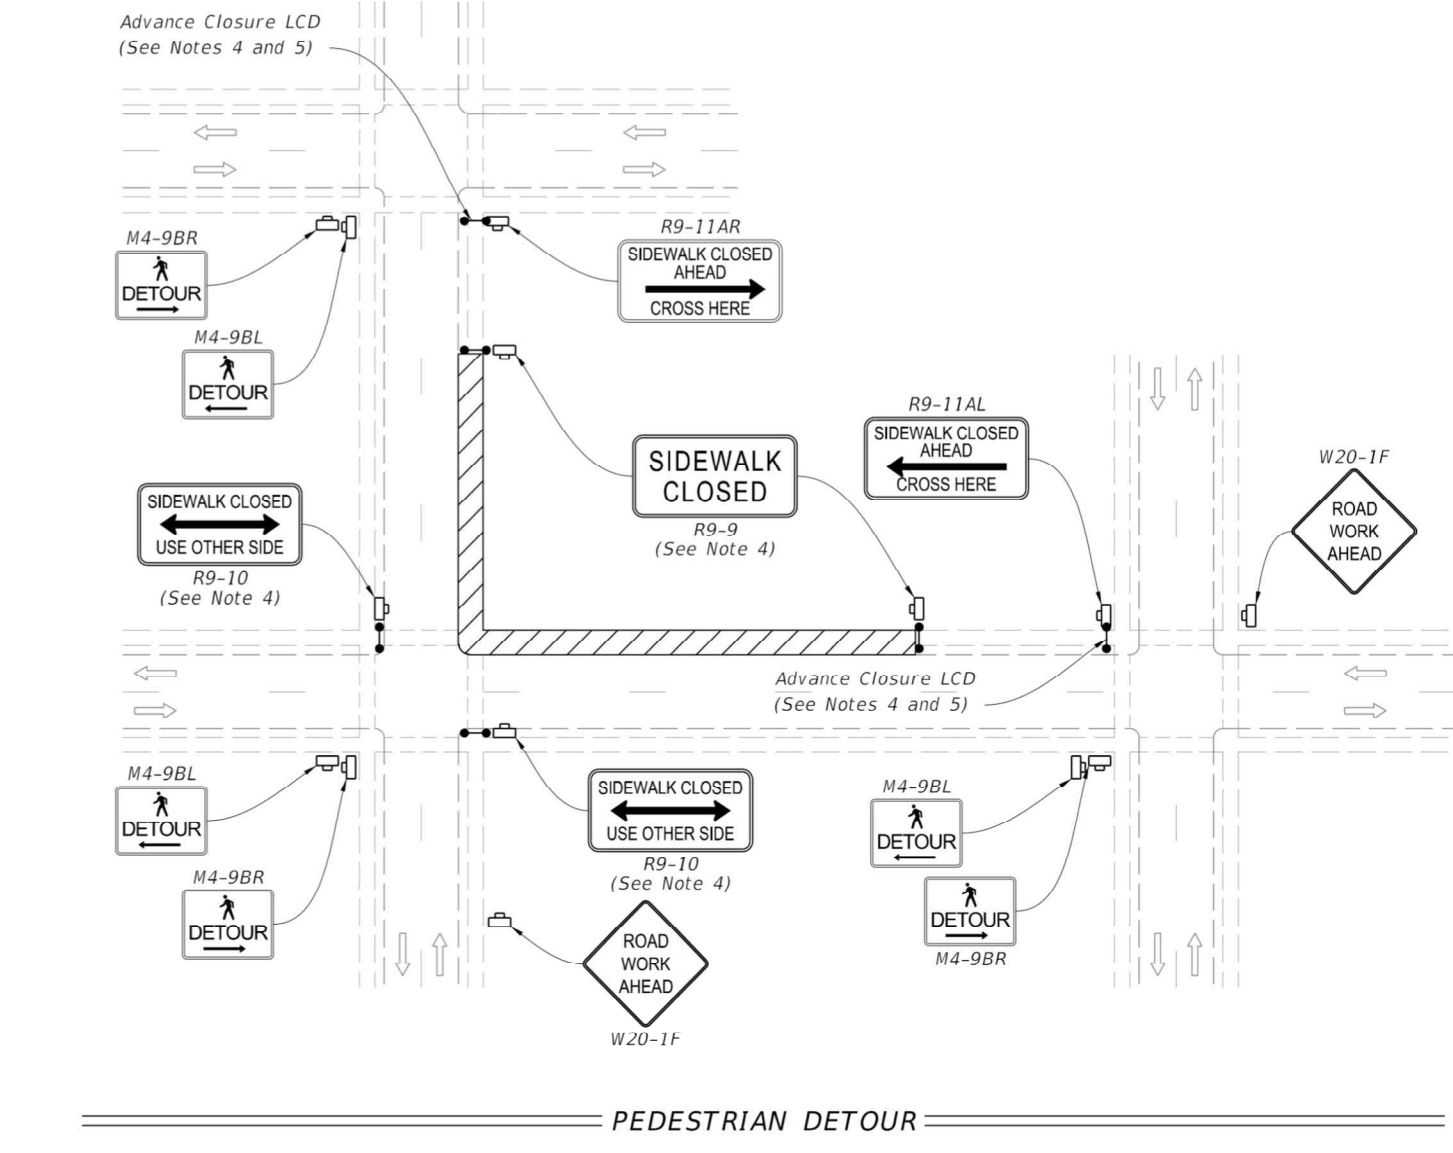 Advance Closure LCD
(See Notes 4 and 5)
M4-9BR
DETOUR
M4-9BL
DETOUR
R9-11AR
SIDEWALK CLOSED
AHEAD
CROSS HERE
SIDEWALK
CLOSED
R9-9
(See Note 4)
R9-11AL
SIDEWALK CLOSED
AHEAD
CROSS HERE
W20-1F
ROAD
WORK
AHEAD
SIDEWALK CLOSED
USE OTHER SIDE
R9-10
(See Note 4)
Advance Closure LCD
(See Notes 4 and 5)
M4-9BL
DETOUR
M4-9BR
DETOUR
SIDEWALK CLOSED
USE OTHER SIDE
R9-10
(See Note 4)
M4-9BL
DETOUR
DETOUR
M4-9BR
ROAD
WORK
AHEAD
W20-1F
PEDESTRIAN DETOUR